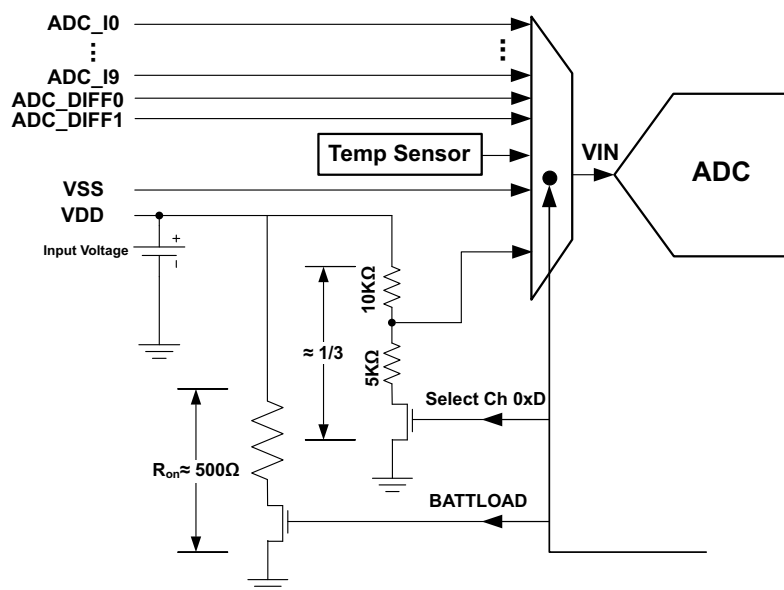 ADC_I0
ADC_I9
ADC_DIFF0
ADC_DIFF1
Temp Sensor
VIN
ADC
VSS
VDD
Input Voltage
+
10KΩ
≈ 1/3
5KΩ
Select Ch 0xD
Ron≈ 500Ω
BATTLOAD